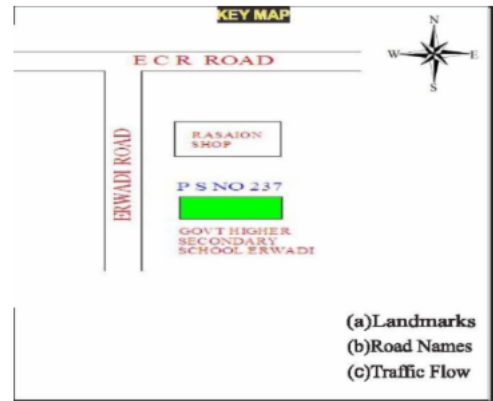 KEY MAP
N
W E
S
E C R ROAD
ERWADI ROAD
RASAION
SHOP
P S NO 237
GOVT HIGHER
SECONDARY
SCHOOL ERWADI
(a)Landmarks
(b)Road Names
(c)Traffic Flow